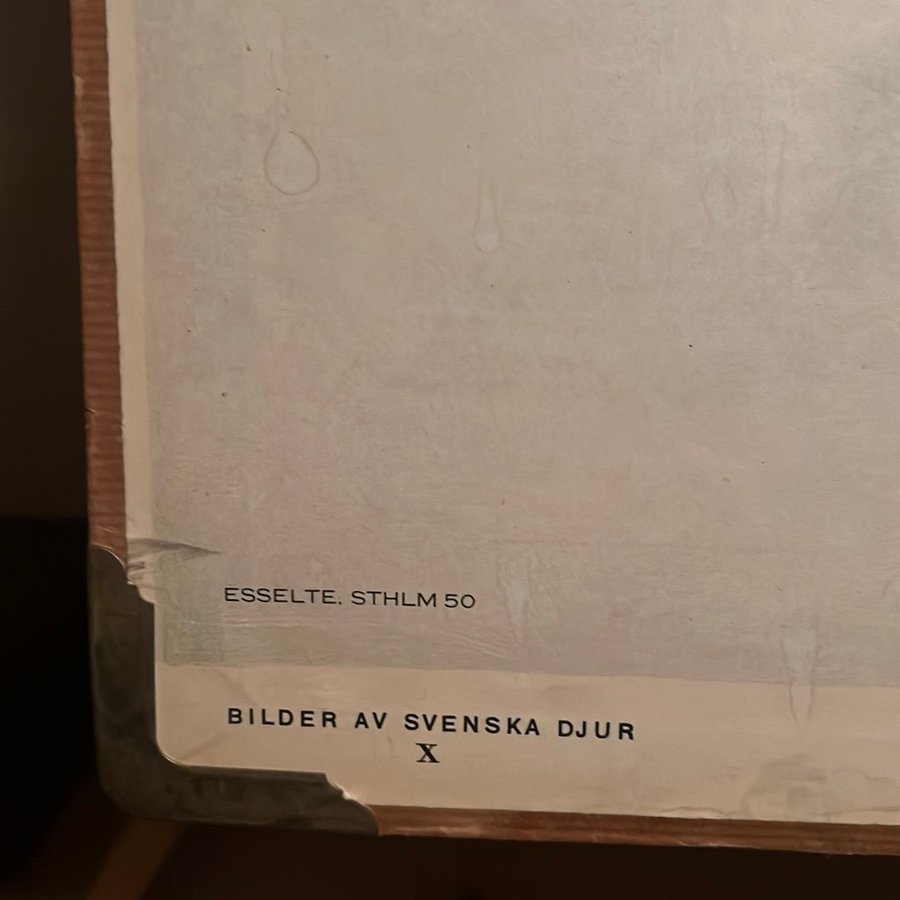 ESSELTE. STHLM 50
BILDER AV SVENSKA DJUR
X